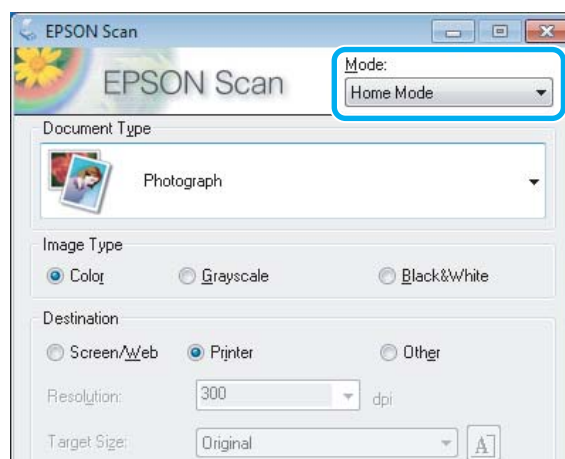 EPSON Scan
EPSON Scan
Mode:
Home Mode
Document Type
Photograph
Image Type
Color Grayscale Black&White
Destination
Screen/Web Printer Other
Resolution: 300 dpi
Target Size: Original A